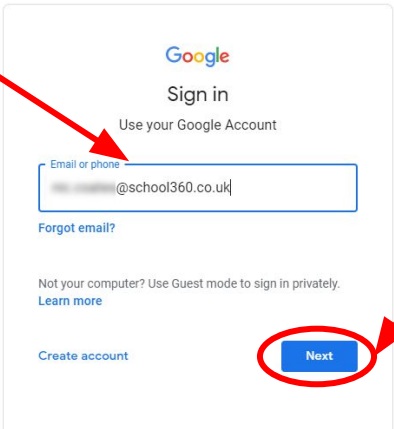 Google
Sign in
Use your Google Account
Email or phone
@school360.co.uk
Forgot email?
Not your computer? Use Guest mode to sign in privately.
Learn more
Create account
Next